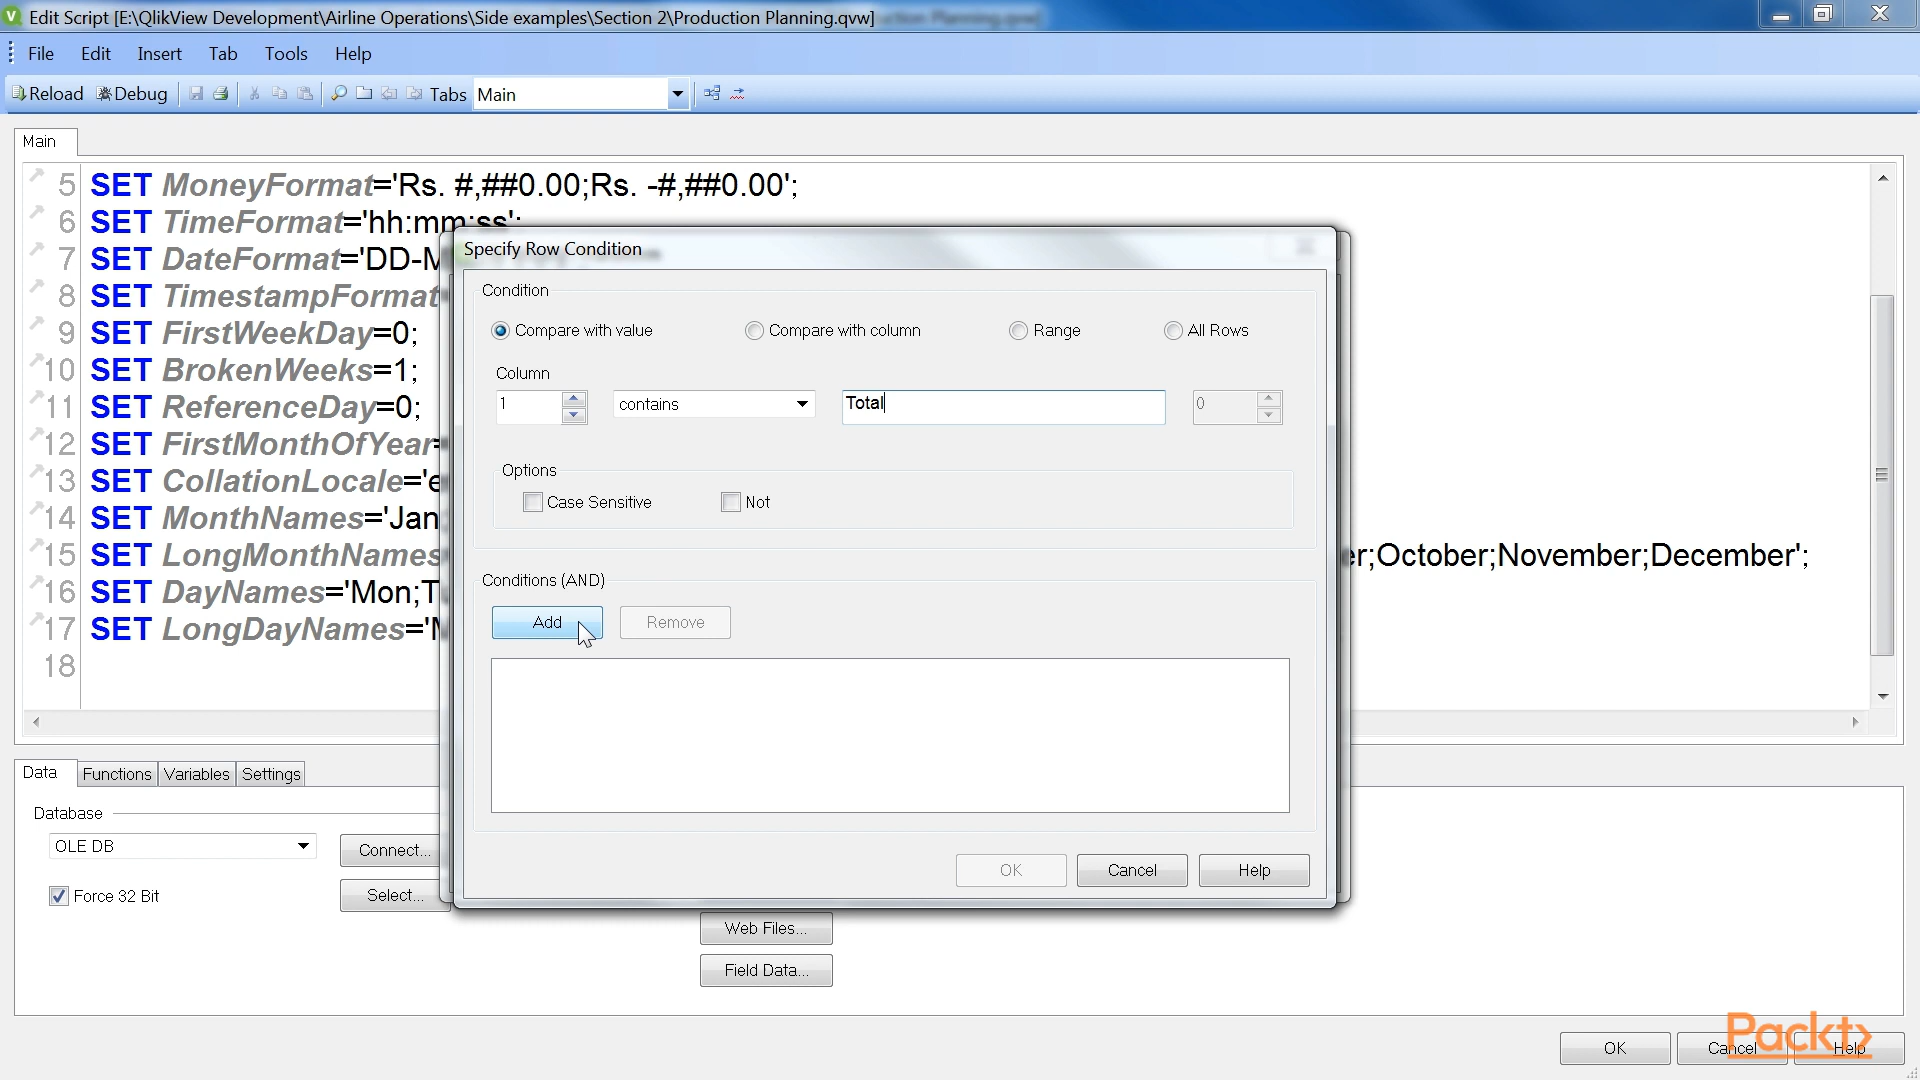 Edit Script [E:\QlikView Development\Airline Operations\Side examples\Section 2\Production Planning.qvw]
File Edit Insert Tab Tools Help
Reload Debug Tabs Main
Main
5 SET MoneyFormat='Rs. #,##0.00;Rs. -#,##0.00';
6 SET TimeFormat='hh:mm:ss';
7 SET DateFormat='DD-M
8 SET TimestampFormat
9 SET FirstWeekDay=0;
10 SET BrokenWeeks=1;
11 SET ReferenceDay=0;
12 SET FirstMonthOfYear=
13 SET CollationLocale='e
14 SET MonthNames='Jan
15 SET LongMonthNames er;October;November;December';
16 SET DayNames='Mon;Tu
17 SET LongDayNames='M
18
Specify Row Condition
Condition
Compare with value Compare with column Range All Rows
Column
1 contains Total 0
Options
Case Sensitive Not
Conditions (AND)
Add Remove
OK Cancel Help
Data Functions Variables Settings
Database
OLE DB Connect...
Force 32 Bit Select...
Web Files...
Field Data...
OK Cancel Help
Packt